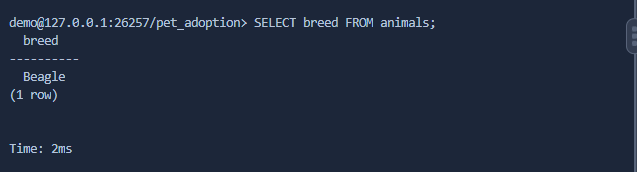 demo@127.0.0.1:26257/pet_adoption> SELECT breed FROM animals;
  breed
----------
  Beagle
(1 row)

Time: 2ms